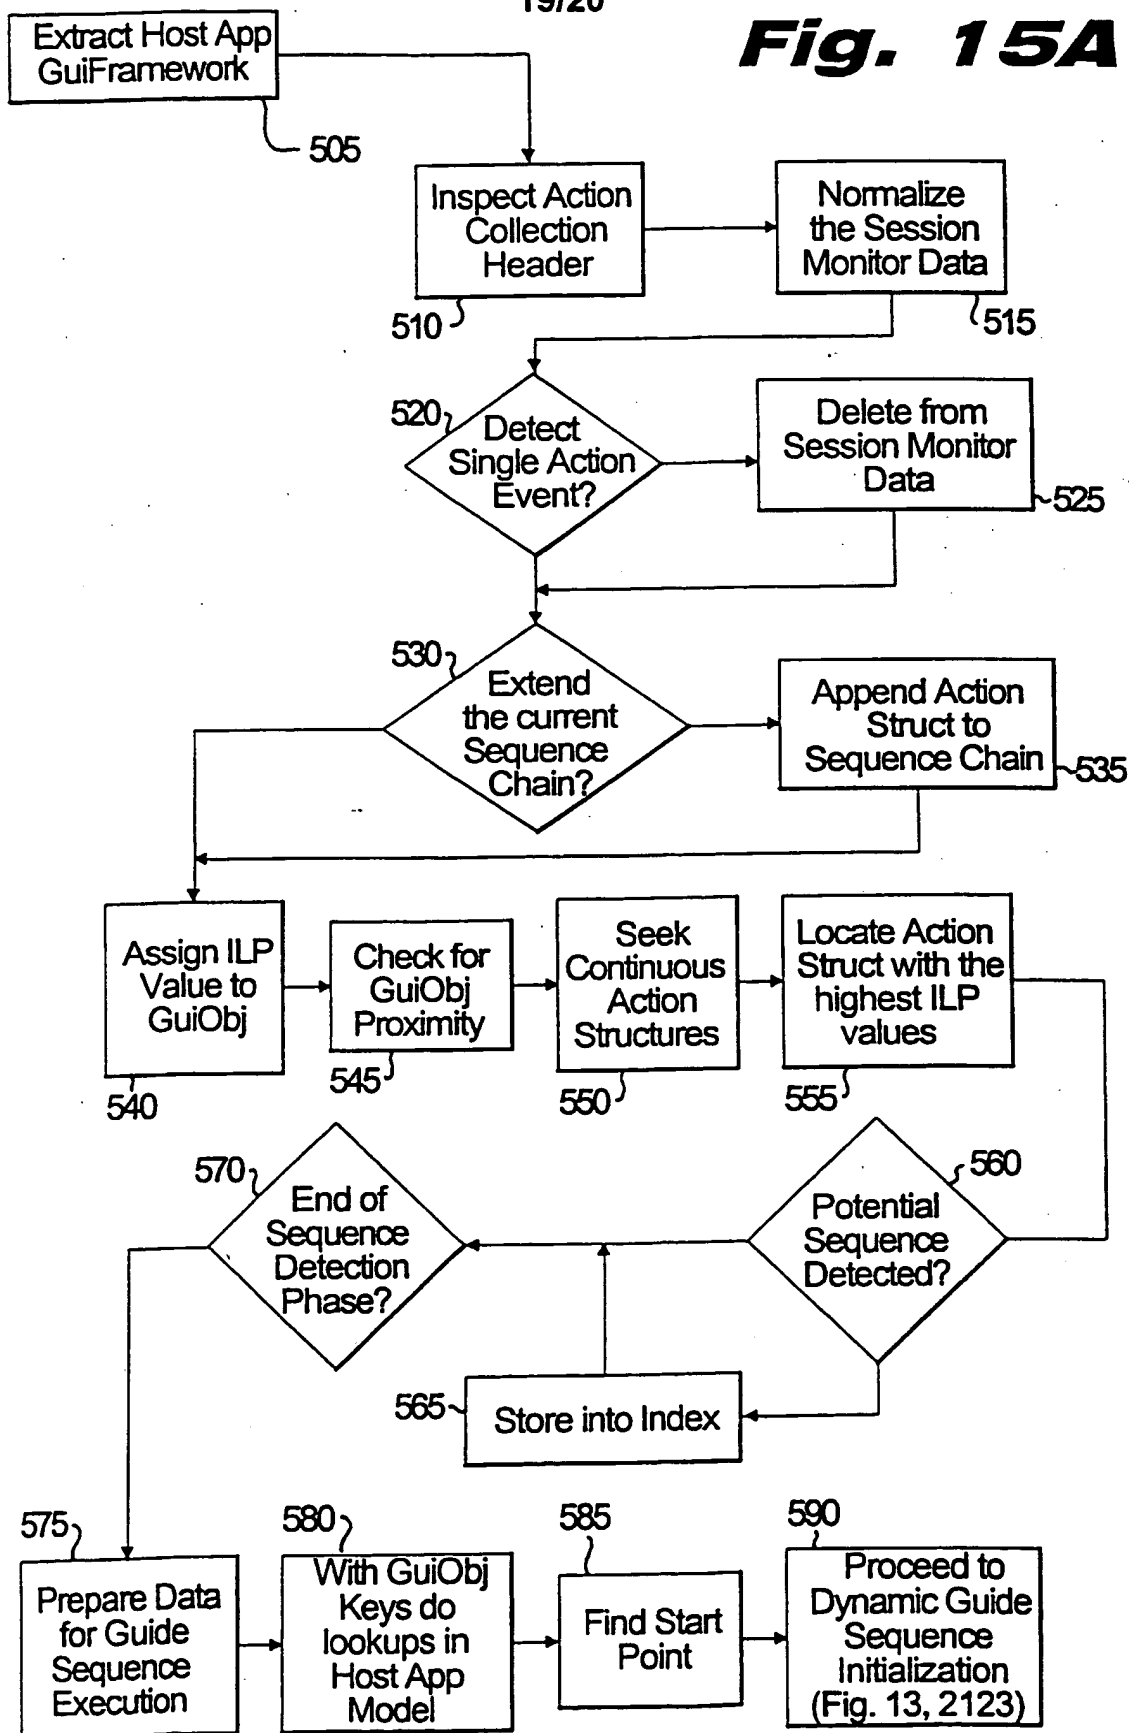 19/20
Fig. 15A
Extract Host App
GuiFramework
505
Inspect Action
Collection
Header
510
Normalize
the Session
Monitor Data
515
520
Detect
Single Action
Event?
Delete from
Session Monitor
Data
525
530
Extend
the current
Sequence
Chain?
Append Action
Struct to
Sequence Chain
535
Assign ILP
Value to
GuiObj
540
Check for
GuiObj
Proximity
545
Seek
Continuous
Action
Structures
550
Locate Action
Struct with the
highest ILP
values
555
560
Potential
Sequence
Detected?
565
Store into Index
570
End of
Sequence
Detection
Phase?
575
Prepare Data
for Guide
Sequence
Execution
580
With GuiObj
Keys do
lookups in
Host App
Model
585
Find Start
Point
590
Proceed to
Dynamic Guide
Sequence
Initialization
(Fig. 13, 2123)